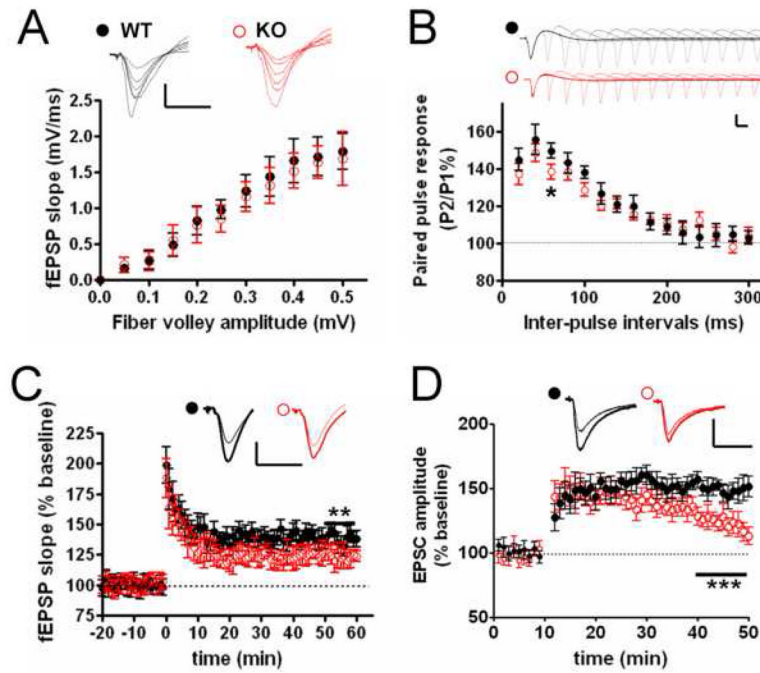 A
WT
KO
fEPSP slope (mV/ms)
2.5
2.0
1.5
1.0
0.5
0.0
0.0 0.1 0.2 0.3 0.4 0.5
Fiber volley amplitude (mV)
B
Paired pulse response
(P2/P1%)
160
140
120
100
80
*
0 100 200 300
Inter-pulse intervals (ms)
C
fEPSP slope (% baseline)
225
200
175
150
125
100
75
**
-20 -10 0 10 20 30 40 50 60
time (min)
D
EPSC amplitude
(% baseline)
200
150
100
50
***
0 10 20 30 40 50
time (min)